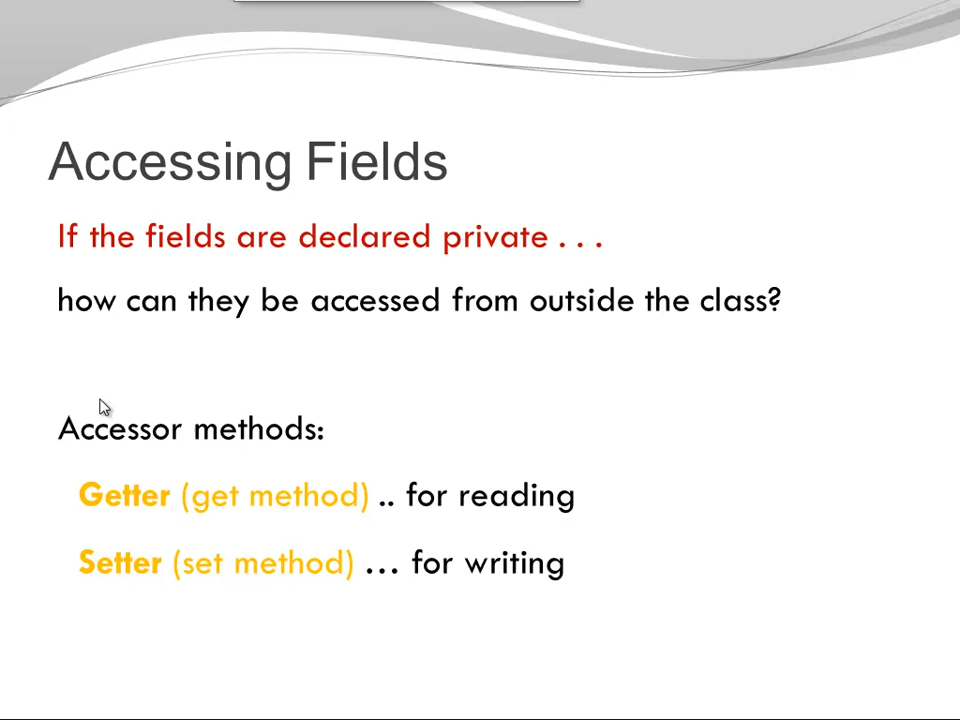 Accessing Fields
If the fields are declared private . . .
how can they be accessed from outside the class?
Accessor methods:
Getter (get method) .. for reading
Setter (set method) … for writing